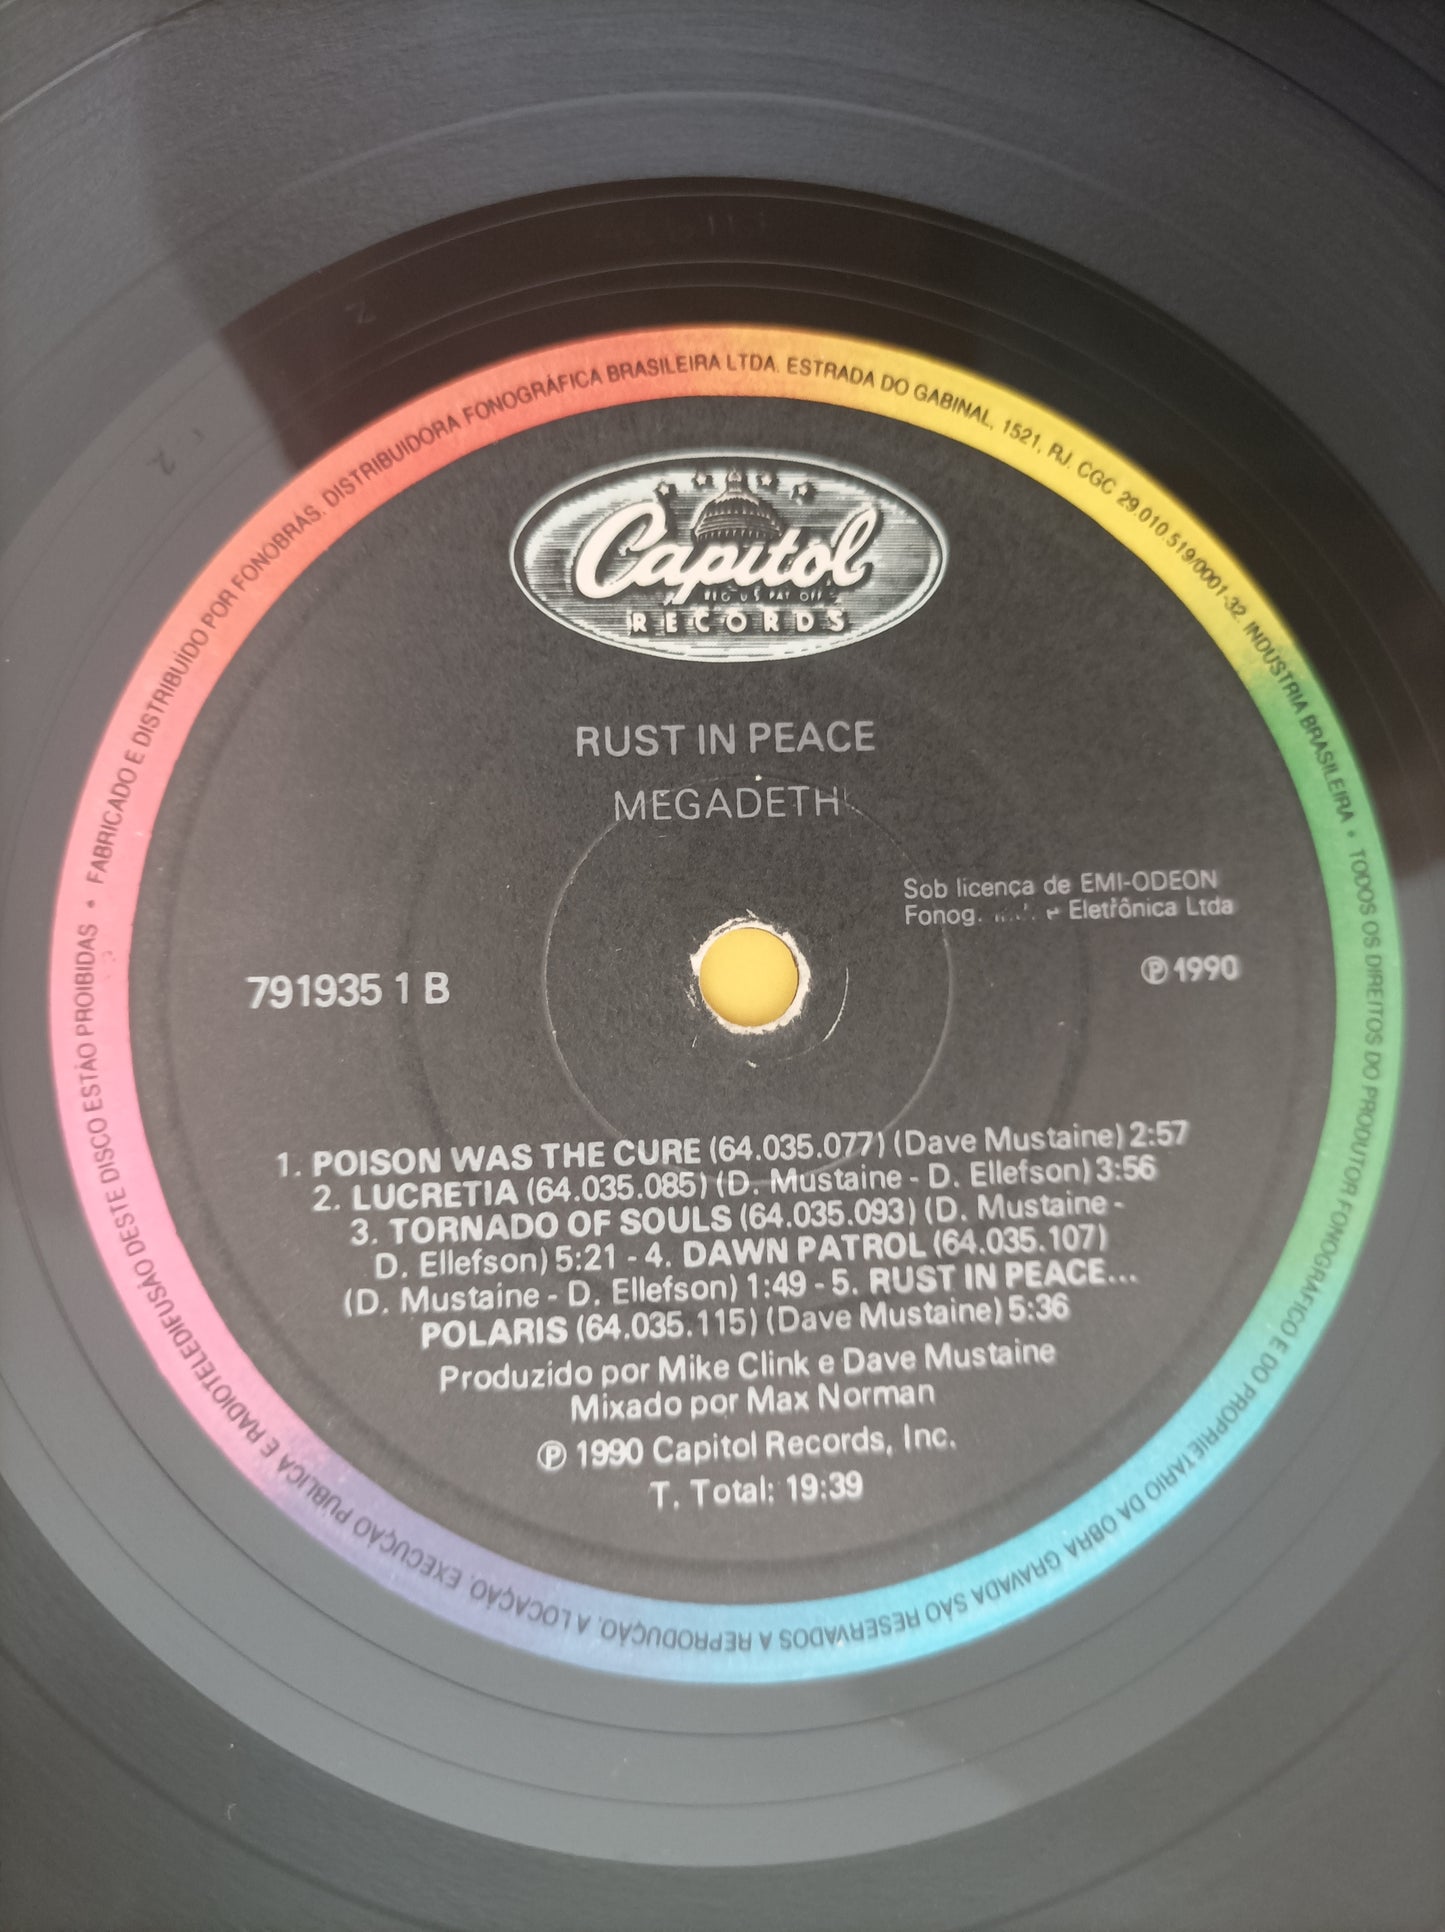 FABRICADO E DISTRIBUÍDO POR FONOBRAS. DISTRIBUIDORA FONOGRÁFICA BRASILEIRA LTDA. ESTRADA DO GABINAL, 1521, RJ. CGC 29.010.519/0001-32. INDÚSTRIA BRASILEIRA • TODOS OS DIREITOS DO PRODUTOR FONOGRÁFICO E DO PROPRIETÁRIO DA OBRA GRAVADA SÃO RESERVADOS A REPRODUÇÃO, A LOCAÇÃO, EXECUÇÃO PÚBLICA E RADIOTELEDIFUSÃO DESTE DISCO ESTÃO PROIBIDAS •
Capitol
RECORDS
RUST IN PEACE
MEGADETH
Sob licença de EMI-ODEON
Fonog. e Eletrônica Ltda
791935 1 B
℗ 1990
1. POISON WAS THE CURE (64.035.077) (Dave Mustaine) 2:57
2. LUCRETIA (64.035.085) (D. Mustaine - D. Ellefson) 3:56
3. TORNADO OF SOULS (64.035.093) (D. Mustaine -
D. Ellefson) 5:21 - 4. DAWN PATROL (64.035.107)
(D. Mustaine - D. Ellefson) 1:49 - 5. RUST IN PEACE...
POLARIS (64.035.115) (Dave Mustaine) 5:36
Produzido por Mike Clink e Dave Mustaine
Mixado por Max Norman
℗ 1990 Capitol Records, Inc.
T. Total: 19:39